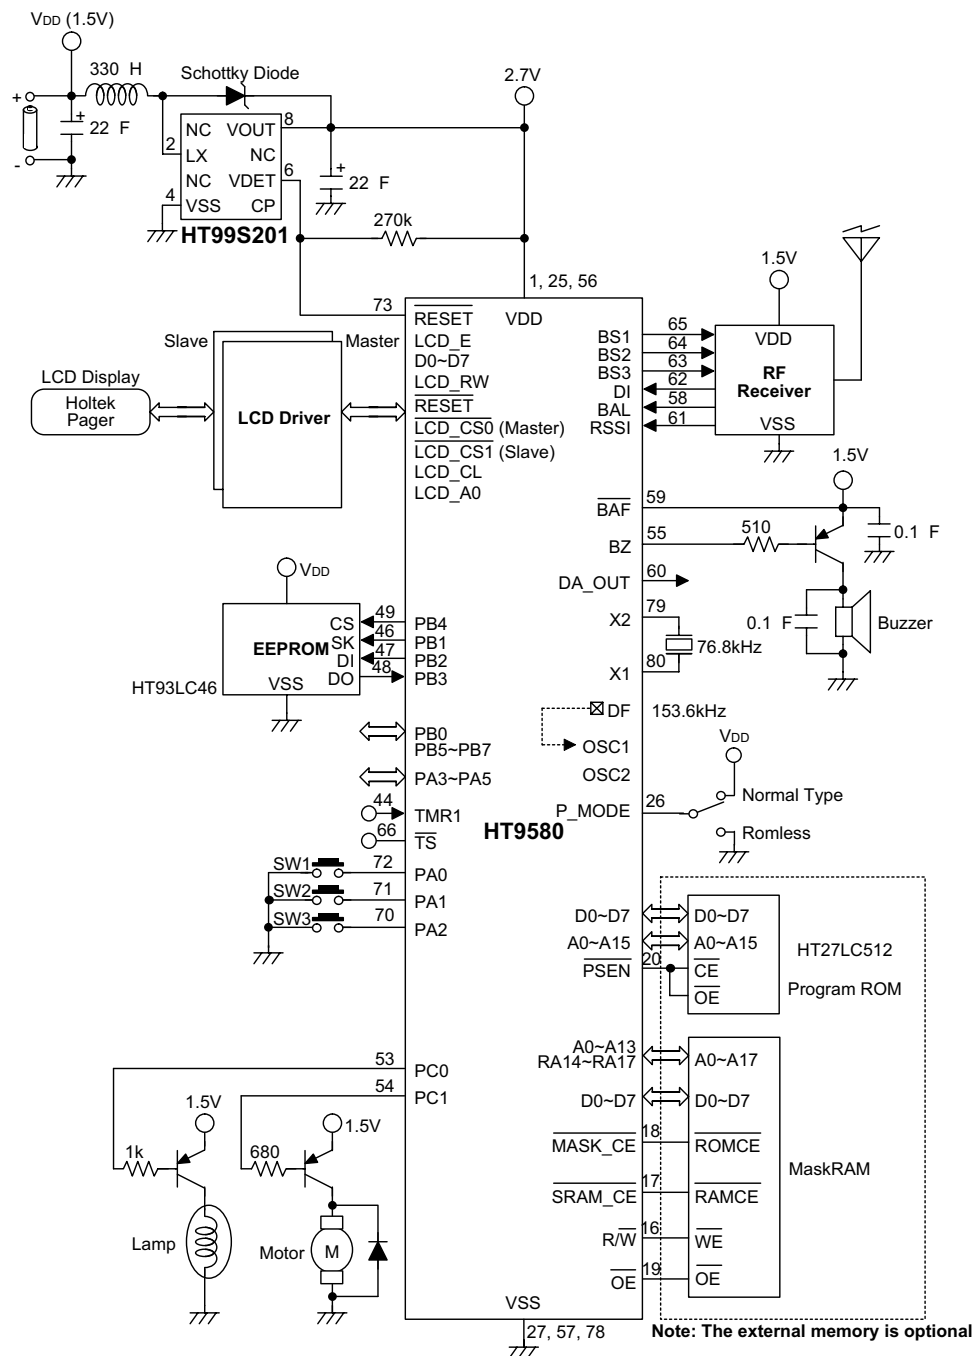 VDD (1.5V)
330 H
Schottky Diode
2.7V
+
+
22 F
-
NC VOUT 8
2 LX NC
NC VDET 6
4 VSS CP
HT99S201
+
22 F
270k
1, 25, 56
73
RESET
VDD
LCD_E
D0~D7
LCD_RW
RESET
LCD_CS0 (Master)
LCD_CS1 (Slave)
LCD_CL
LCD_A0
Slave
Master
LCD Driver
LCD Display
Holtek
Pager
1.5V
VDD
RF
Receiver
VSS
BS1 65
BS2 64
BS3 63
DI 62
BAL 58
RSSI 61
1.5V
BAF 59
BZ 55
510
0.1 F
DA_OUT 60
X2 79
76.8kHz
X1 80
0.1 F
Buzzer
DF 153.6kHz
OSC1
OSC2
VDD
P_MODE 26
Normal Type
Romless
HT9580
VDD
EEPROM
CS 49 PB4
SK 46 PB1
DI 47 PB2
DO 48 PB3
VSS
HT93LC46
PB0
PB5~PB7
PA3~PA5
44 TMR1
66 TS
SW1 72 PA0
SW2 71 PA1
SW3 70 PA2
D0~D7 D0~D7
A0~A15 A0~A15
PSEN 20 CE
OE
HT27LC512
Program ROM
A0~A13
RA14~RA17 A0~A17
D0~D7 D0~D7
MASK_CE 18 ROMCE
SRAM_CE 17 RAMCE
R/W 16 WE
OE 19 OE
MaskRAM
53 PC0
54 PC1
1.5V
1k
Lamp
1.5V
680
Motor
M
VSS
27, 57, 78
Note: The external memory is optional